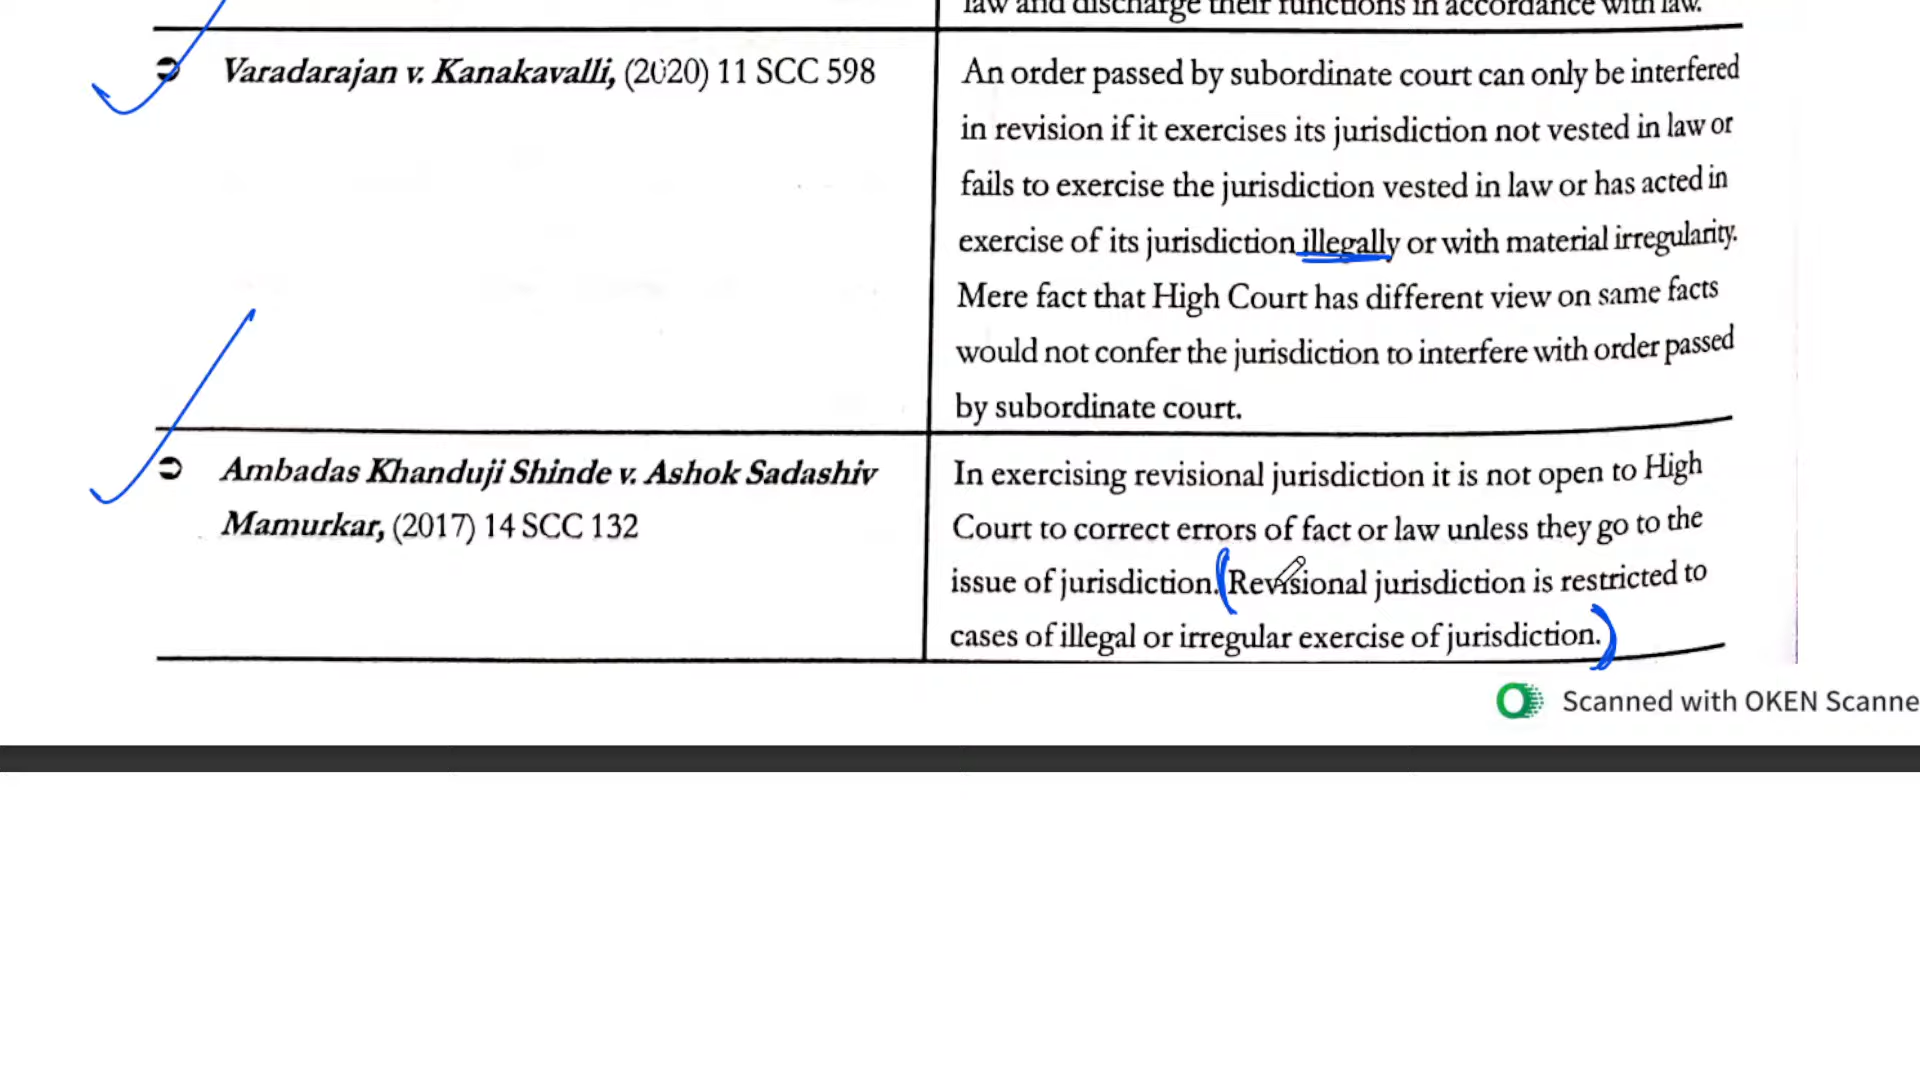 law and discharge their functions in accordance with law.
Varadarajan v. Kanakavalli, (2020) 11 SCC 598
An order passed by subordinate court can only be interfered
in revision if it exercises its jurisdiction not vested in law or
fails to exercise the jurisdiction vested in law or has acted in
exercise of its jurisdiction illegally or with material irregularity.
Mere fact that High Court has different view on same facts
would not confer the jurisdiction to interfere with order passed
by subordinate court.
Ambadas Khanduji Shinde v. Ashok Sadashiv
Mamurkar, (2017) 14 SCC 132
In exercising revisional jurisdiction it is not open to High
Court to correct errors of fact or law unless they go to the
issue of jurisdiction. (Revisional jurisdiction is restricted to
cases of illegal or irregular exercise of jurisdiction.)
Scanned with OKEN Scanne